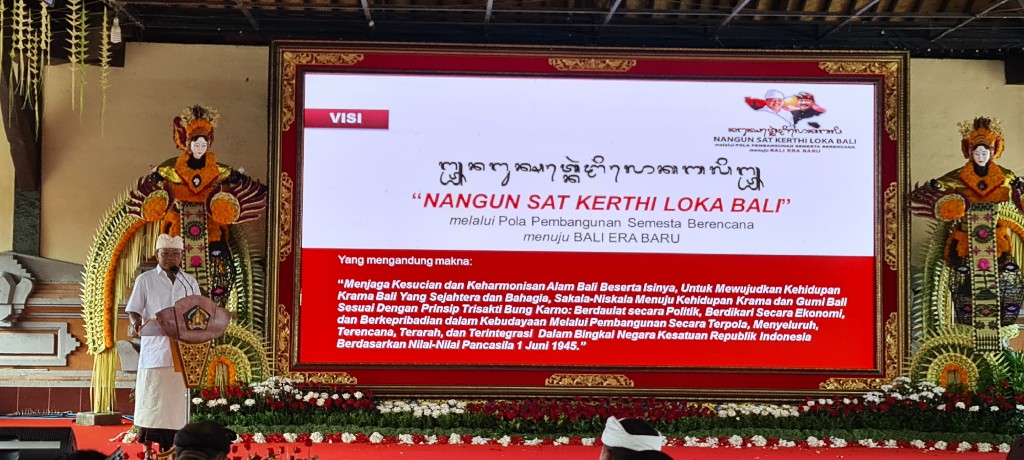 VISI
NANGUN SAT KERTHI LOKA BALI
melalui POLA PEMBANGUNAN SEMESTA BERENCANA
menuju BALI ERA BARU
“NANGUN SAT KERTHI LOKA BALI”
melalui Pola Pembangunan Semesta Berencana
menuju BALI ERA BARU
Yang mengandung makna:
“Menjaga Kesucian dan Keharmonisan Alam Bali Beserta Isinya, Untuk Mewujudkan Kehidupan
Krama Bali Yang Sejahtera dan Bahagia, Sakala-Niskala Menuju Kehidupan Krama dan Gumi Bali
Sesuai Dengan Prinsip Trisakti Bung Karno: Berdaulat secara Politik, Berdikari Secara Ekonomi,
dan Berkepribadian dalam Kebudayaan Melalui Pembangunan Secara Terpola, Menyeluruh,
Terencana, Terarah, dan Terintegrasi Dalam Bingkai Negara Kesatuan Republik Indonesia
Berdasarkan Nilai-Nilai Pancasila 1 Juni 1945.”